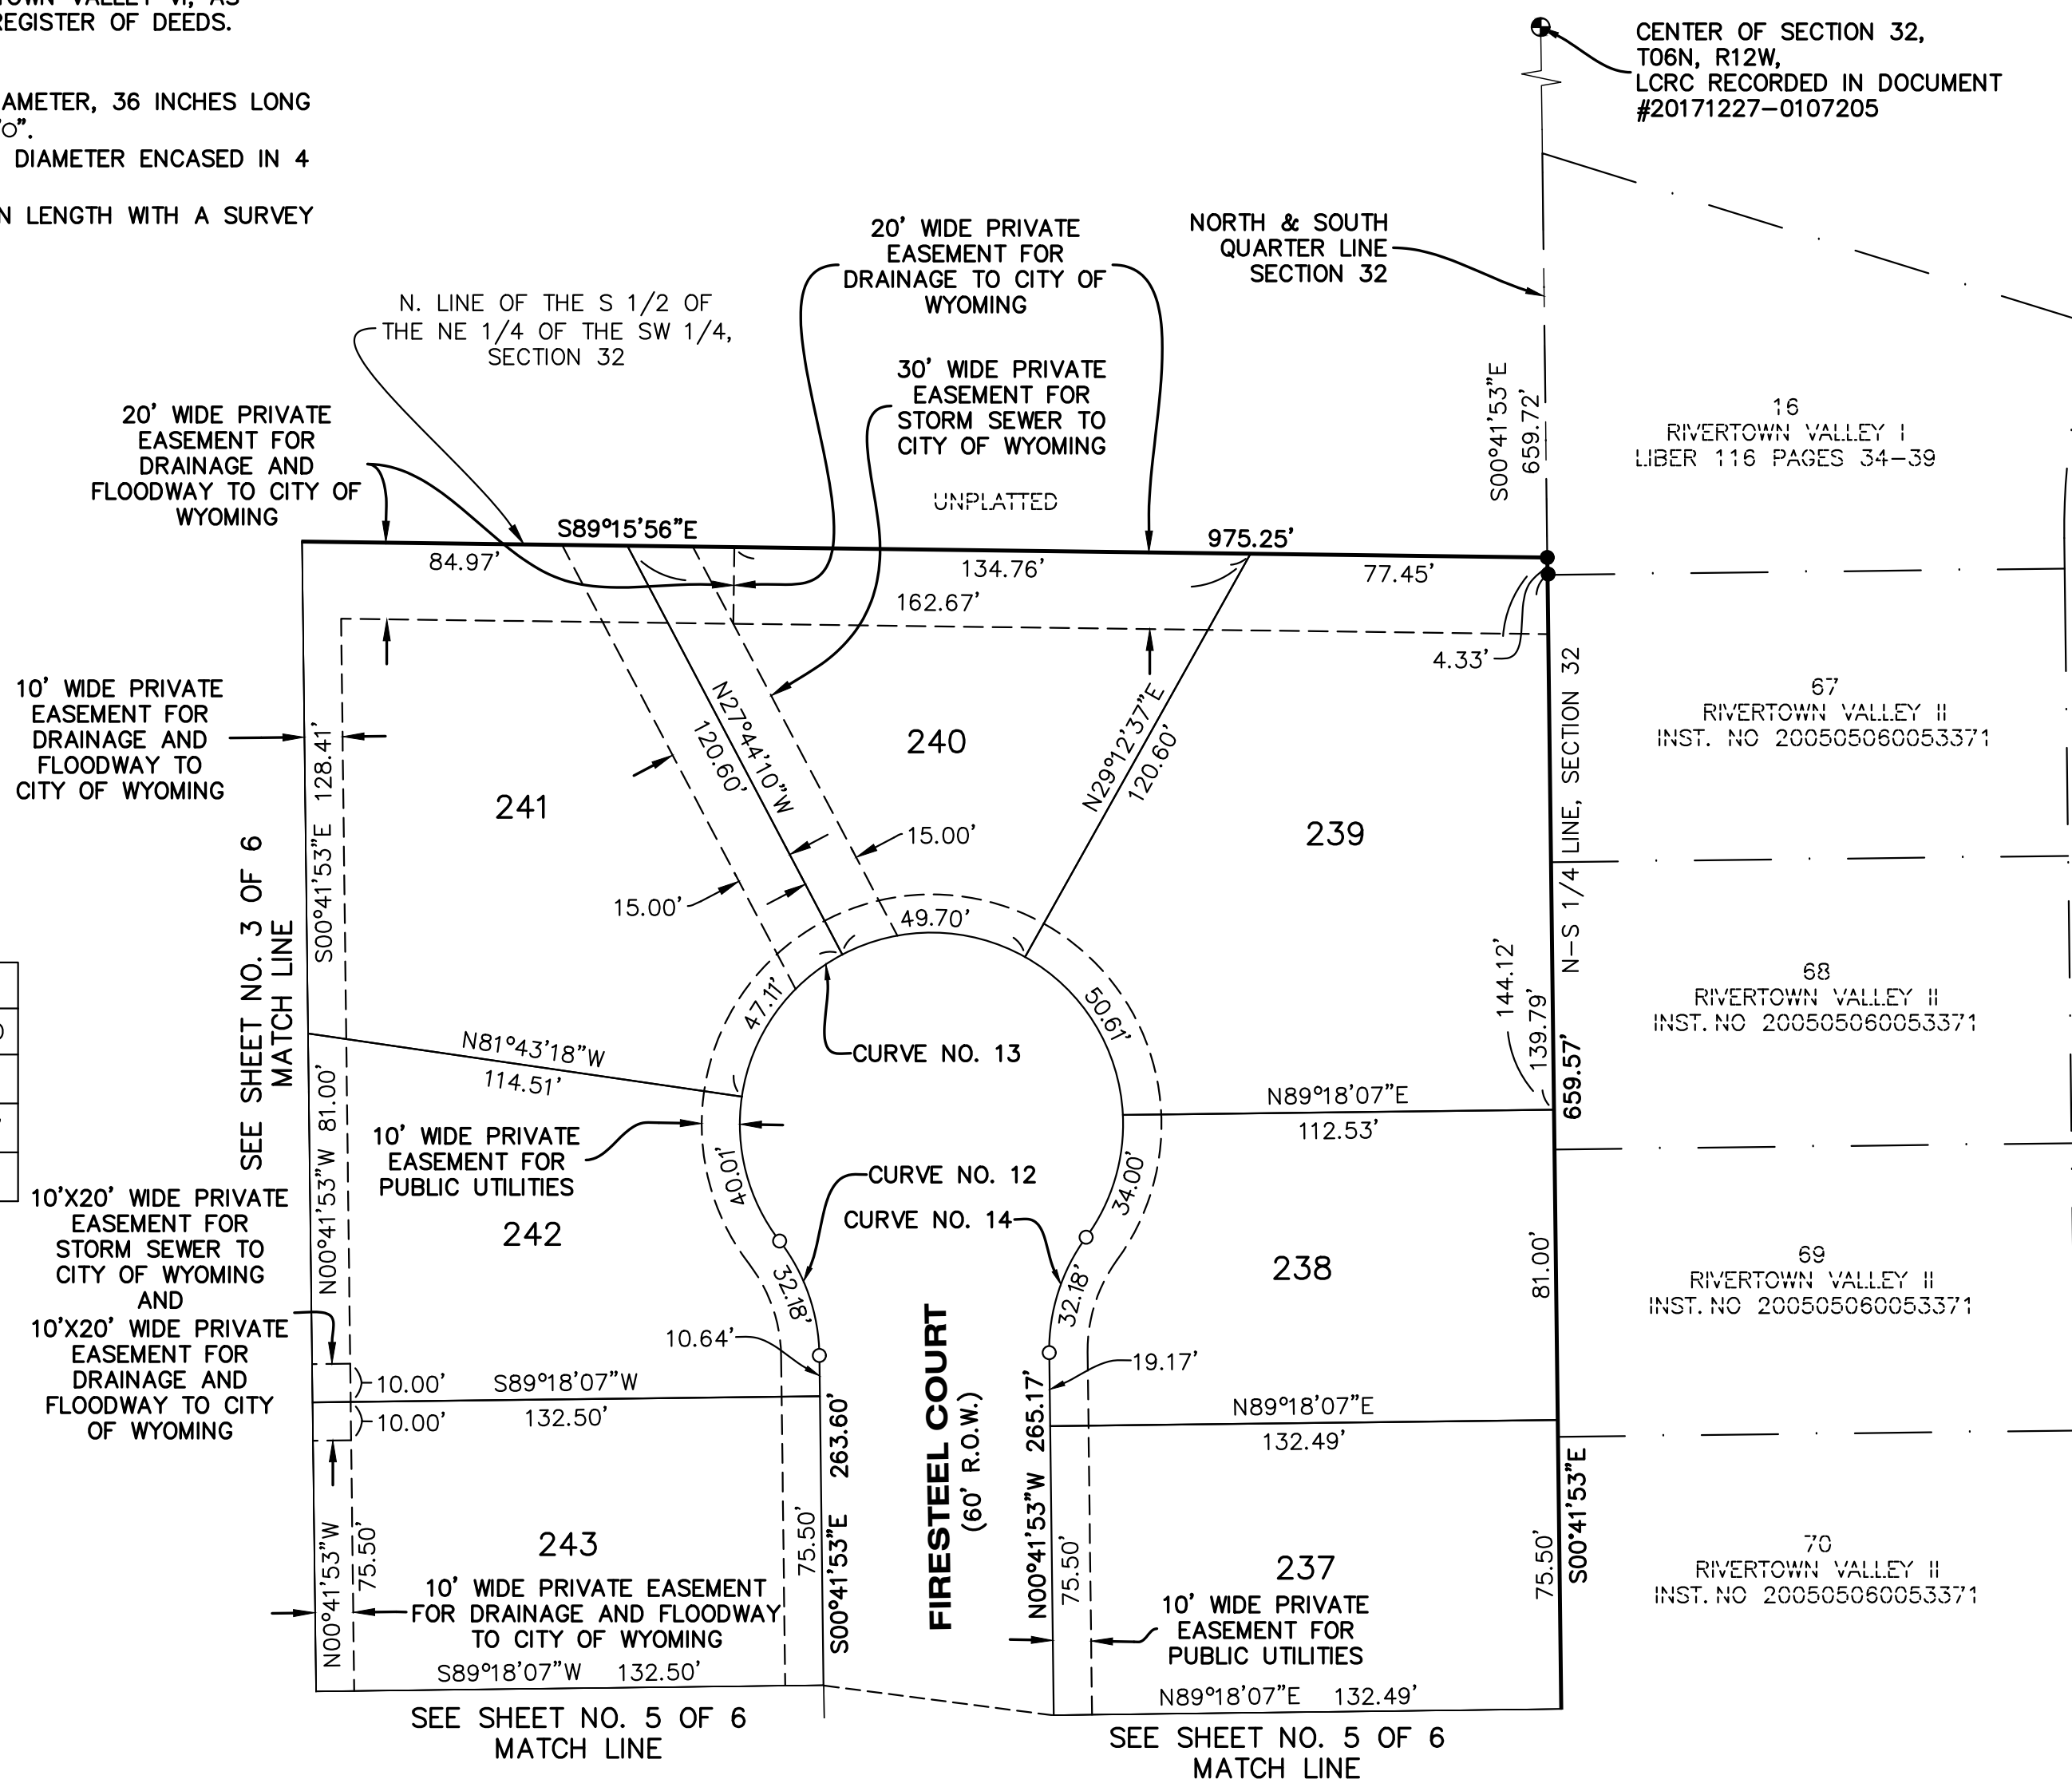 REGISTER OF DEEDS.
AMETER, 36 INCHES LONG
"O".
DIAMETER ENCASED IN 4
N LENGTH WITH A SURVEY
CENTER OF SECTION 32,
T06N, R12W,
LCRC RECORDED IN DOCUMENT
#20171227-0107205
NORTH & SOUTH
QUARTER LINE
SECTION 32
20' WIDE PRIVATE
EASEMENT FOR
DRAINAGE TO CITY OF
WYOMING
N. LINE OF THE S 1/2 OF
THE NE 1/4 OF THE SW 1/4,
SECTION 32
30' WIDE PRIVATE
EASEMENT FOR
STORM SEWER TO
CITY OF WYOMING
20' WIDE PRIVATE
EASEMENT FOR
DRAINAGE AND
FLOODWAY TO CITY OF
WYOMING
UNPLATTED
S00°41'53"E
659.72'
16
RIVERTOWN VALLEY I
LIBER 116 PAGES 34-39
S89°15'56"E
975.25'
84.97'
134.76'
77.45'
162.67'
4.33'
10' WIDE PRIVATE
EASEMENT FOR
DRAINAGE AND
FLOODWAY TO
CITY OF WYOMING
S00°41'53"E 128.41'
N27°44'10"W
120.60'
N29°12'37"E
120.60'
240
241
239
15.00'
15.00'
N-S 1/4 LINE, SECTION 32
67
RIVERTOWN VALLEY II
INST. NO 200505060053371
SEE SHEET NO. 3 OF 6
MATCH LINE
49.70'
47.11'
50.61'
CURVE NO. 13
144.12'
139.79'
659.57'
68
RIVERTOWN VALLEY II
INST. NO 200505060053371
N81°43'18"W
114.51'
N89°18'07"E
112.53'
N00°41'53"W 81.00'
10' WIDE PRIVATE
EASEMENT FOR
PUBLIC UTILITIES
40.01'
34.00'
CURVE NO. 12
CURVE NO. 14
242
238
81.00'
69
RIVERTOWN VALLEY II
INST. NO 200505060053371
10'X20' WIDE PRIVATE
EASEMENT FOR
STORM SEWER TO
CITY OF WYOMING
AND
10'X20' WIDE PRIVATE
EASEMENT FOR
DRAINAGE AND
FLOODWAY TO CITY
OF WYOMING
32.18'
32.18'
10.64'
19.17'
10.00'
10.00'
S89°18'07"W
132.50'
N89°18'07"E
132.49'
FIRESTEEL COURT
(60' R.O.W.)
S00°41'53"E 263.60'
N00°41'53"W 265.17'
N00°41'53"W
75.50'
75.50'
75.50'
75.50'
S00°41'53"E
243
237
10' WIDE PRIVATE EASEMENT
FOR DRAINAGE AND FLOODWAY
TO CITY OF WYOMING
10' WIDE PRIVATE
EASEMENT FOR
PUBLIC UTILITIES
70
RIVERTOWN VALLEY II
INST. NO 200505060053371
S89°18'07"W 132.50'
N89°18'07"E 132.49'
SEE SHEET NO. 5 OF 6
MATCH LINE
SEE SHEET NO. 5 OF 6
MATCH LINE